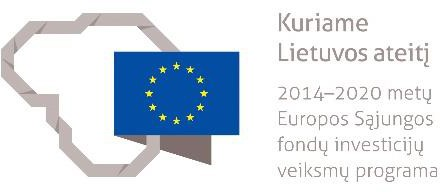 Kuriame
Lietuvos ateitį
2014–2020 metų
Europos Sąjungos
fondų investicijų
veiksmų programa